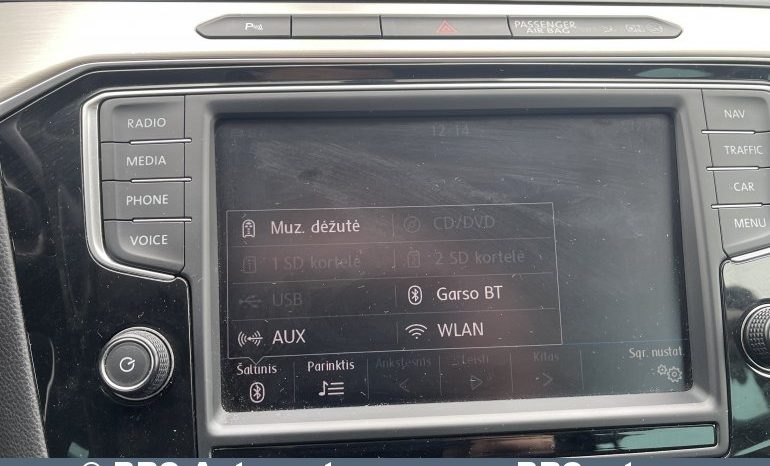 PASSENGER
AIR BAG
RADIO
MEDIA
PHONE
VOICE
NAV
TRAFFIC
CAR
MENU
12:14
Muz. dėžutė CD/DVD
1 SD kortelė 2 SD kortelė
USB Garso BT
AUX WLAN
Šaltinis Parinktis Ankstesnis Leisti Kitas Sqr. nustat.